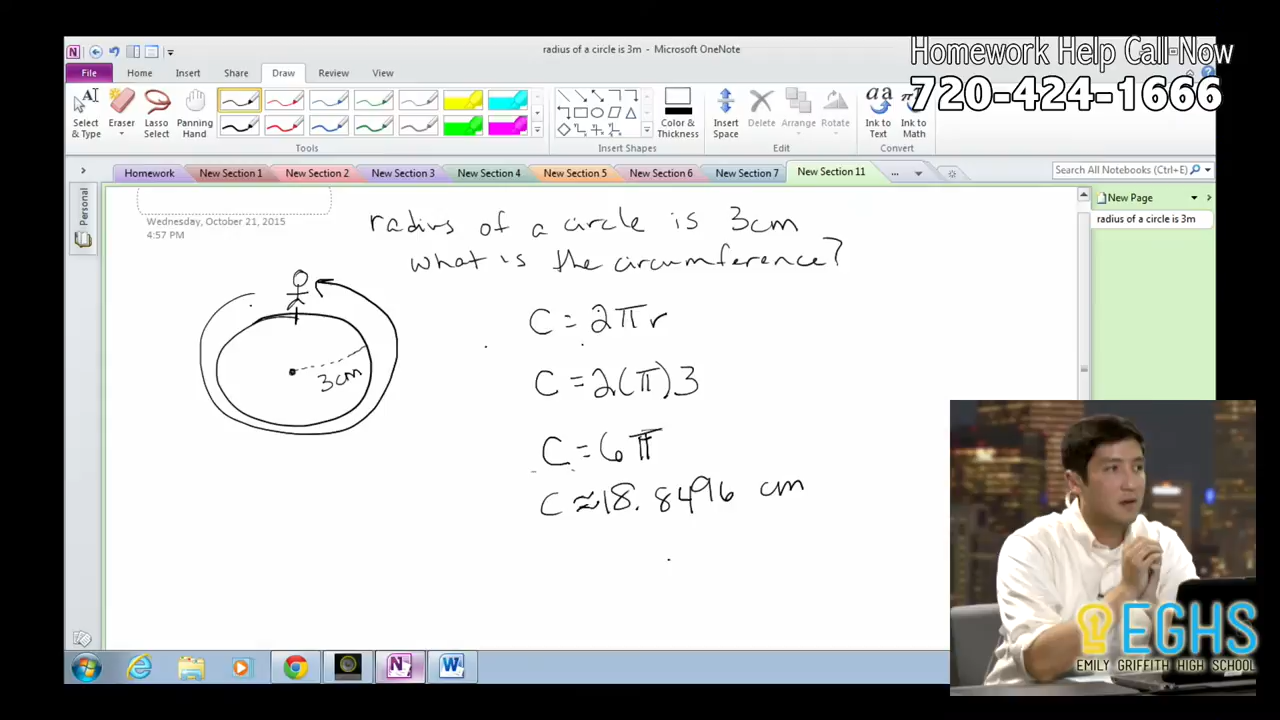 radius of a circle is 3m - Microsoft OneNote
Homework Help Call Now
720-424-1666
File Home Insert Share Draw Review View
Select & Type
Eraser
Lasso Select
Panning Hand
Color & Thickness
Insert Space
Delete
Arrange
Rotate
Ink to Text
Ink to Math
Tools
Insert Shapes
Edit
Convert
Homework New Section 1 New Section 2 New Section 3 New Section 4 New Section 5 New Section 6 New Section 7 New Section 11 ...
Search All Notebooks (Ctrl+E)
Personal
New Page
radius of a circle is 3m
Wednesday, October 21, 2015
4:57 PM
radius of a circle is 3cm
what is the circumference?
3cm
C = 2πr
C = 2(π)3
C = 6π
C ≈ 18.8496 cm
EGHS
EMILY GRIFFITH HIGH SCHOOL